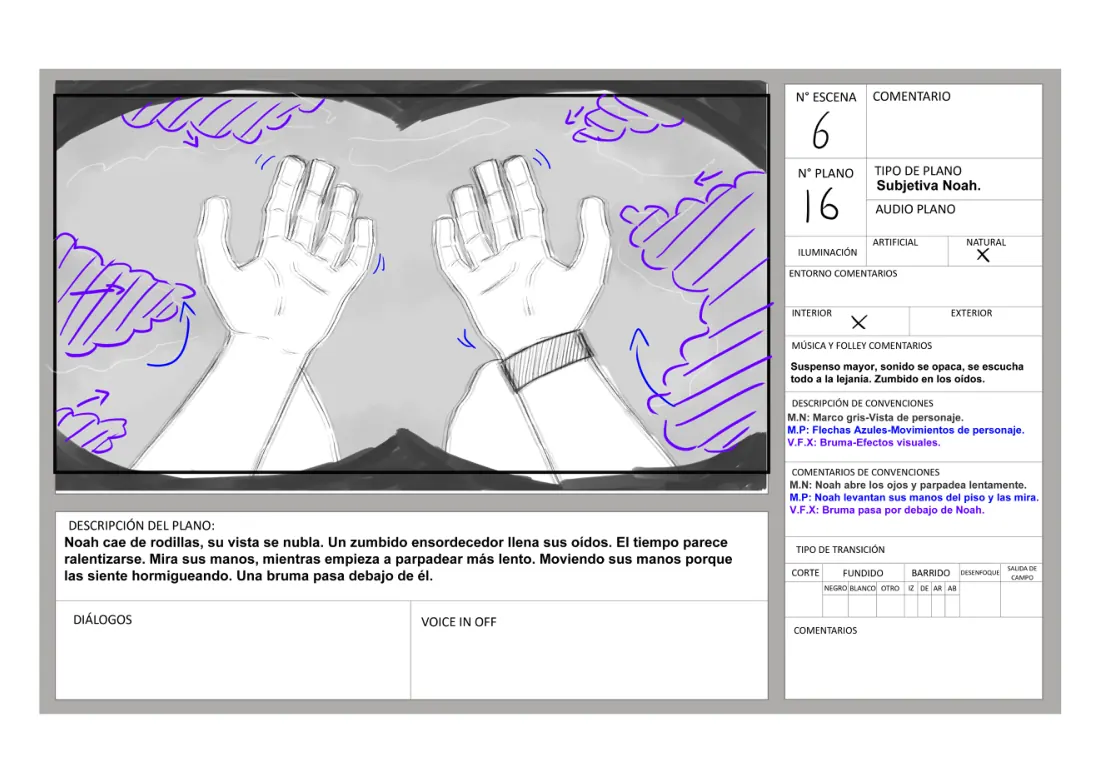 N° ESCENA
6
COMENTARIO
N° PLANO
16
TIPO DE PLANO
Subjetiva Noah.
AUDIO PLANO
ILUMINACIÓN
ARTIFICIAL
NATURAL
X
ENTORNO COMENTARIOS
INTERIOR
X
EXTERIOR
MÚSICA Y FOLLEY COMENTARIOS
Suspenso mayor, sonido se opaca, se escucha
todo a la lejania. Zumbido en los oídos.
DESCRIPCIÓN DE CONVENCIONES
M.N: Marco gris-Vista de personaje.
M.P: Flechas Azules-Movimientos de personaje.
V.F.X: Bruma-Efectos visuales.
COMENTARIOS DE CONVENCIONES
M.N: Noah abre los ojos y parpadea lentamente.
M.P: Noah levantan sus manos del piso y las mira.
V.F.X: Bruma pasa por debajo de Noah.
TIPO DE TRANSICIÓN
CORTE
FUNDIDO
BARRIDO
DESENFOQUE
SALIDA DE
CAMPO
NEGRO BLANCO OTRO IZ DE AR AB
COMENTARIOS
DESCRIPCIÓN DEL PLANO:
Noah cae de rodillas, su vista se nubla. Un zumbido ensordecedor llena sus oídos. El tiempo parece
ralentizarse. Mira sus manos, mientras empieza a parpadear más lento. Moviendo sus manos porque
las siente hormigueando. Una bruma pasa debajo de él.
DIÁLOGOS
VOICE IN OFF